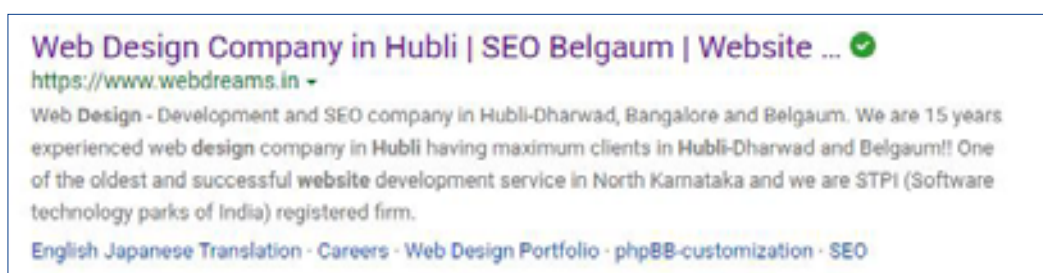 Web Design Company in Hubli | SEO Belgaum | Website ...
https://www.webdreams.in
Web Design - Development and SEO company in Hubli-Dharwad, Bangalore and Belgaum. We are 15 years
experienced web design company in Hubli having maximum clients in Hubli-Dharwad and Belgaum!! One
of the oldest and successful website development service in North Karnataka and we are STPI (Software
technology parks of India) registered firm.
English Japanese Translation · Careers · Web Design Portfolio · phpBB-customization · SEO